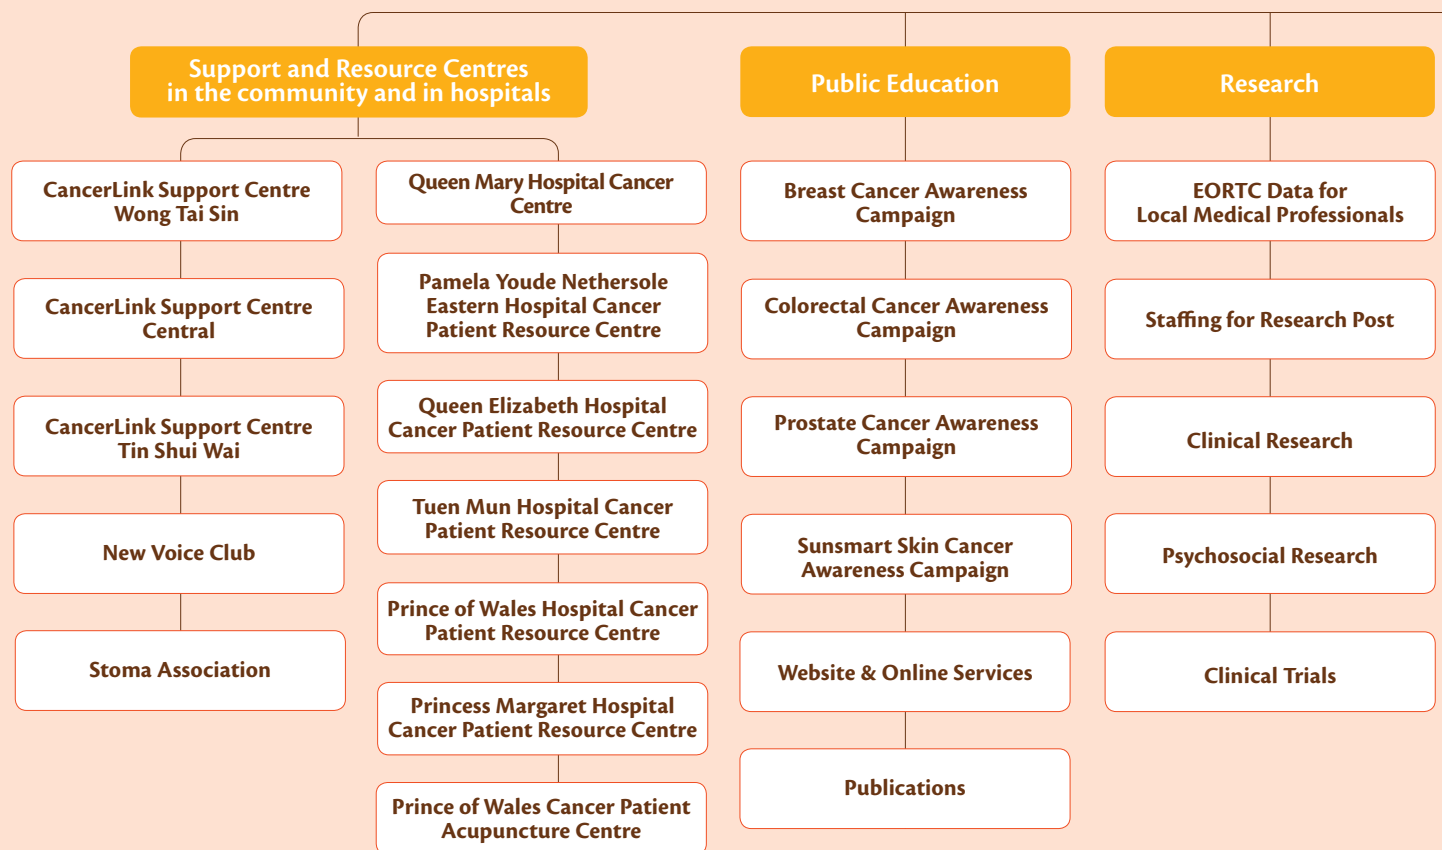 Support and Resource Centres
in the community and in hospitals
CancerLink Support Centre
Wong Tai Sin
CancerLink Support Centre
Central
CancerLink Support Centre
Tin Shui Wai
New Voice Club
Stoma Association
Queen Mary Hospital Cancer
Centre
Pamela Youde Nethersole
Eastern Hospital Cancer
Patient Resource Centre
Queen Elizabeth Hospital
Cancer Patient Resource Centre
Tuen Mun Hospital Cancer
Patient Resource Centre
Prince of Wales Hospital Cancer
Patient Resource Centre
Princess Margaret Hospital
Cancer Patient Resource Centre
Prince of Wales Cancer Patient
Acupuncture Centre
Public Education
Breast Cancer Awareness
Campaign
Colorectal Cancer Awareness
Campaign
Prostate Cancer Awareness
Campaign
Sunsmart Skin Cancer
Awareness Campaign
Website & Online Services
Publications
Research
EORTC Data for
Local Medical Professionals
Staffing for Research Post
Clinical Research
Psychosocial Research
Clinical Trials